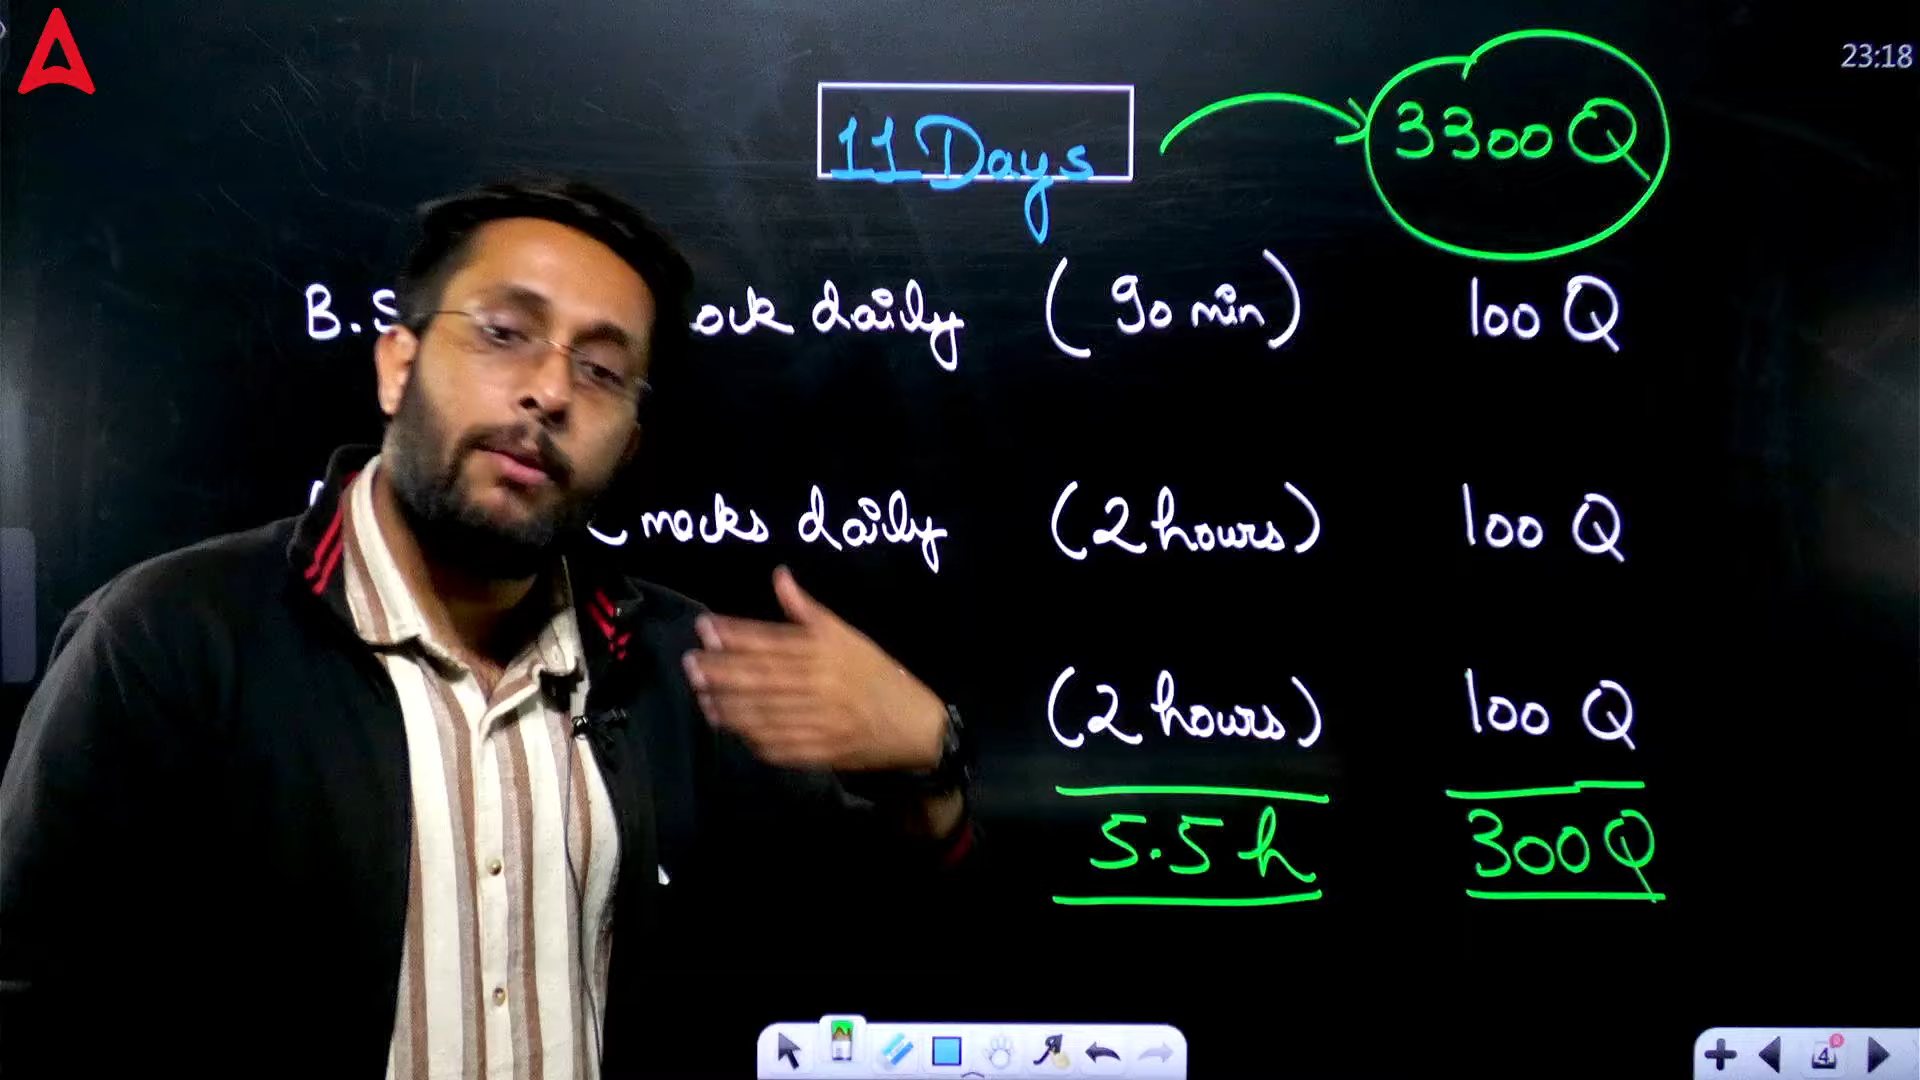 23:18
11 Days
3300 Q
B.S daily (90 min) 100 Q
mocks daily (2 hours) 100 Q
(2 hours) 100 Q
5.5 h 300 Q
4